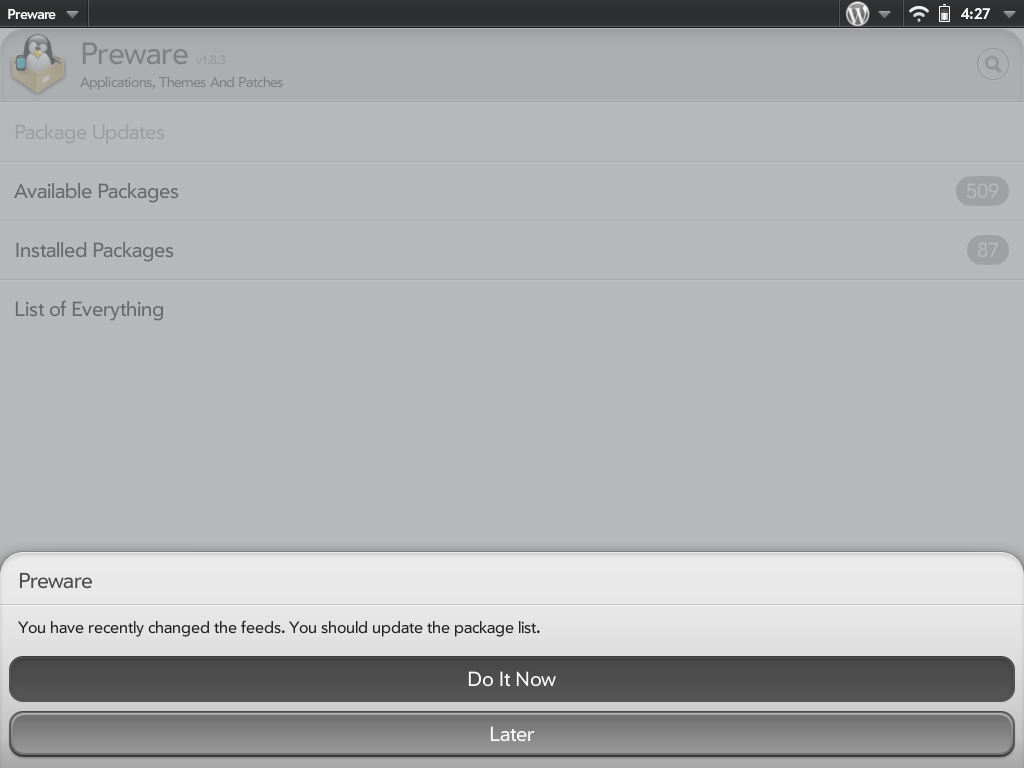 Preware
4:27
Preware v1.8.3
Applications, Themes And Patches
Package Updates
Available Packages 509
Installed Packages 87
List of Everything
Preware
You have recently changed the feeds. You should update the package list.
Do It Now
Later